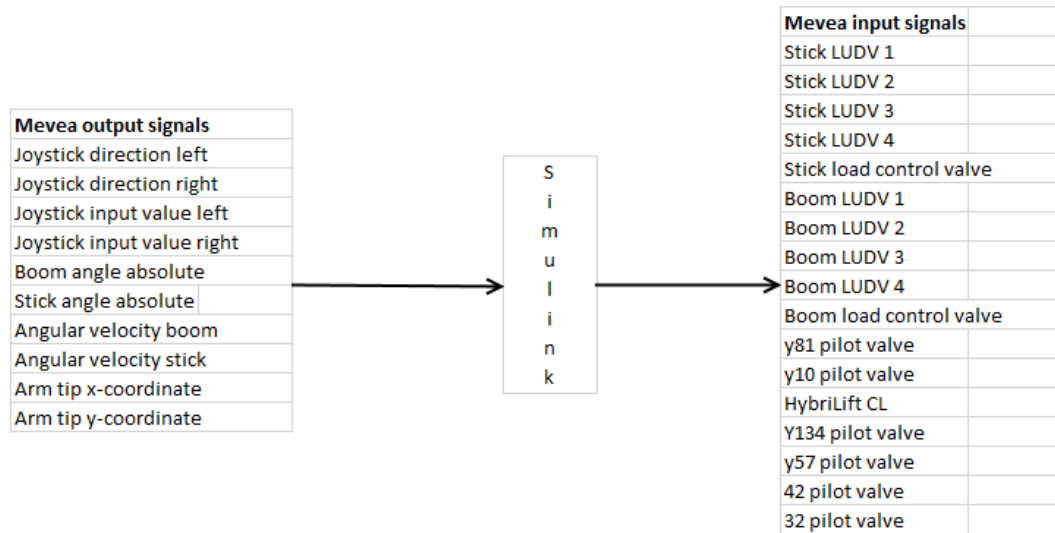 Mevea output signals
Joystick direction left
Joystick direction right
Joystick input value left
Joystick input value right
Boom angle absolute
Stick angle absolute
Angular velocity boom
Angular velocity stick
Arm tip x-coordinate
Arm tip y-coordinate
S
i
m
u
l
i
n
k
Mevea input signals
Stick LUDV 1
Stick LUDV 2
Stick LUDV 3
Stick LUDV 4
Stick load control valve
Boom LUDV 1
Boom LUDV 2
Boom LUDV 3
Boom LUDV 4
Boom load control valve
y81 pilot valve
y10 pilot valve
HybriLift CL
Y134 pilot valve
y57 pilot valve
42 pilot valve
32 pilot valve